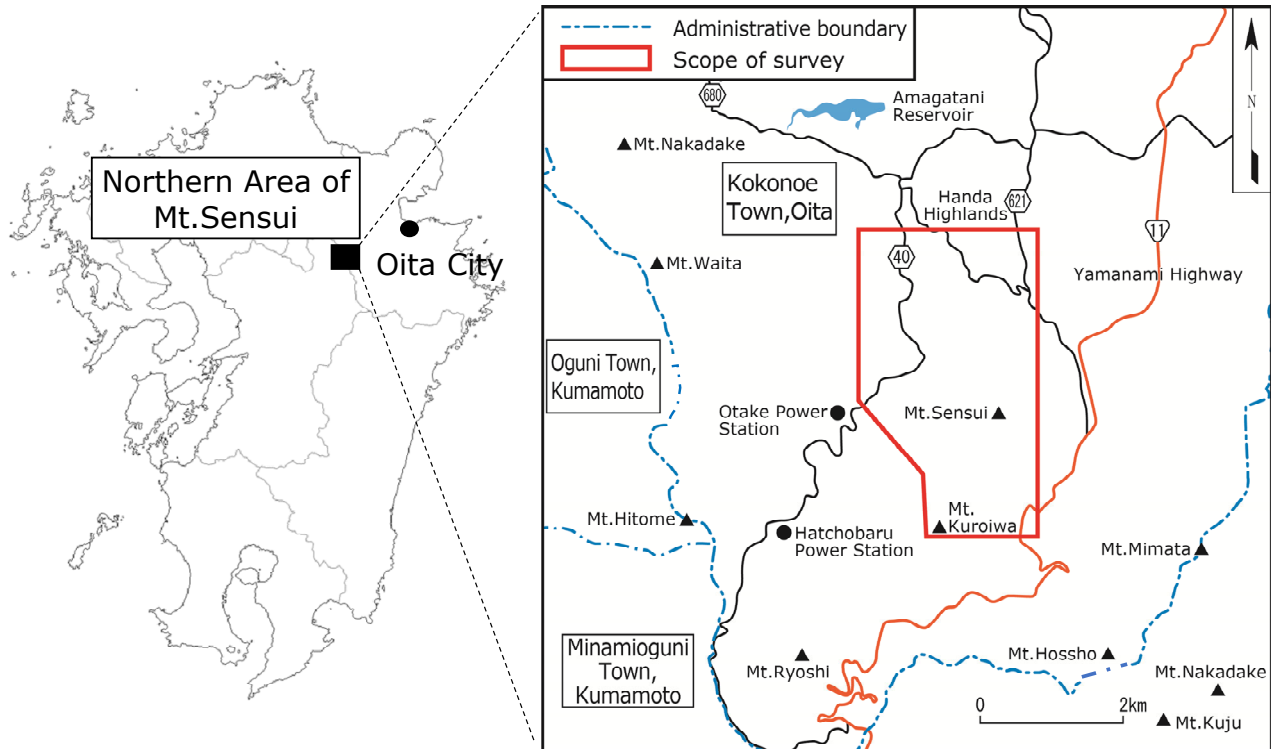 Northern Area of
Mt.Sensui
Oita City
Administrative boundary
Scope of survey
N
680
Amagatani
Reservoir
Mt.Nakadake
Kokonoe
Town,Oita
Handa
Highlands
621
11
40
Mt.Waita
Yamanami Highway
Oguni Town,
Kumamoto
Otake Power
Station
Mt.Sensui
Mt.Hitome
Mt.
Kuroiwa
Hatchobaru
Power Station
Mt.Mimata
Minamioguni
Town,
Kumamoto
Mt.Ryoshi
Mt.Hossho
Mt.Nakadake
0 2km
Mt.Kuju